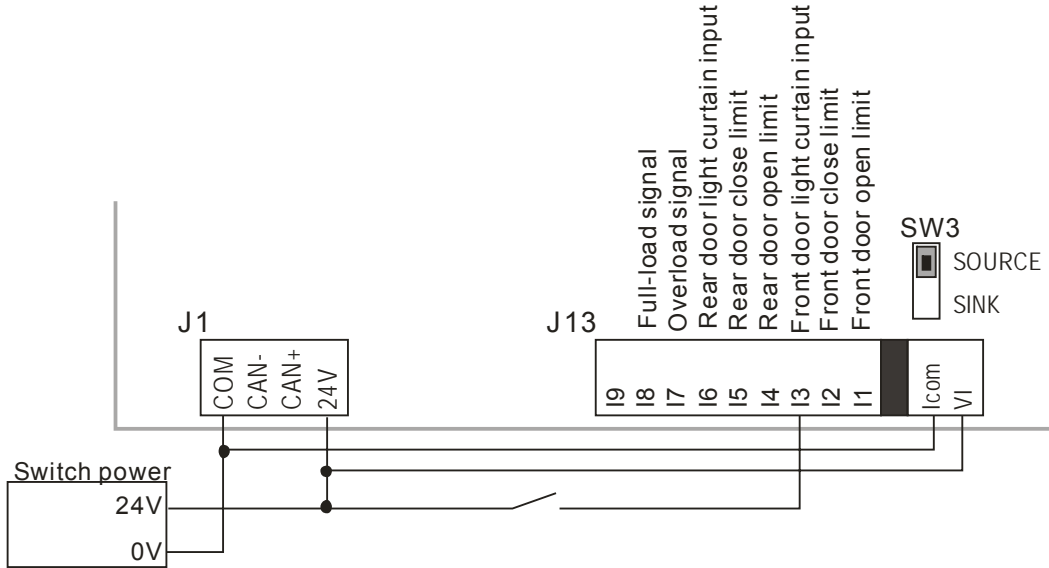 Full-load signal
Overload signal
Rear door light curtain input
Rear door close limit
Rear door open limit
Front door light curtain input
Front door close limit
Front door open limit
SW3
SOURCE
SINK
J1
COM
CAN-
CAN+
24V
J13
I9
I8
I7
I6
I5
I4
I3
I2
I1
Icom
VI
Switch power
24V
0V